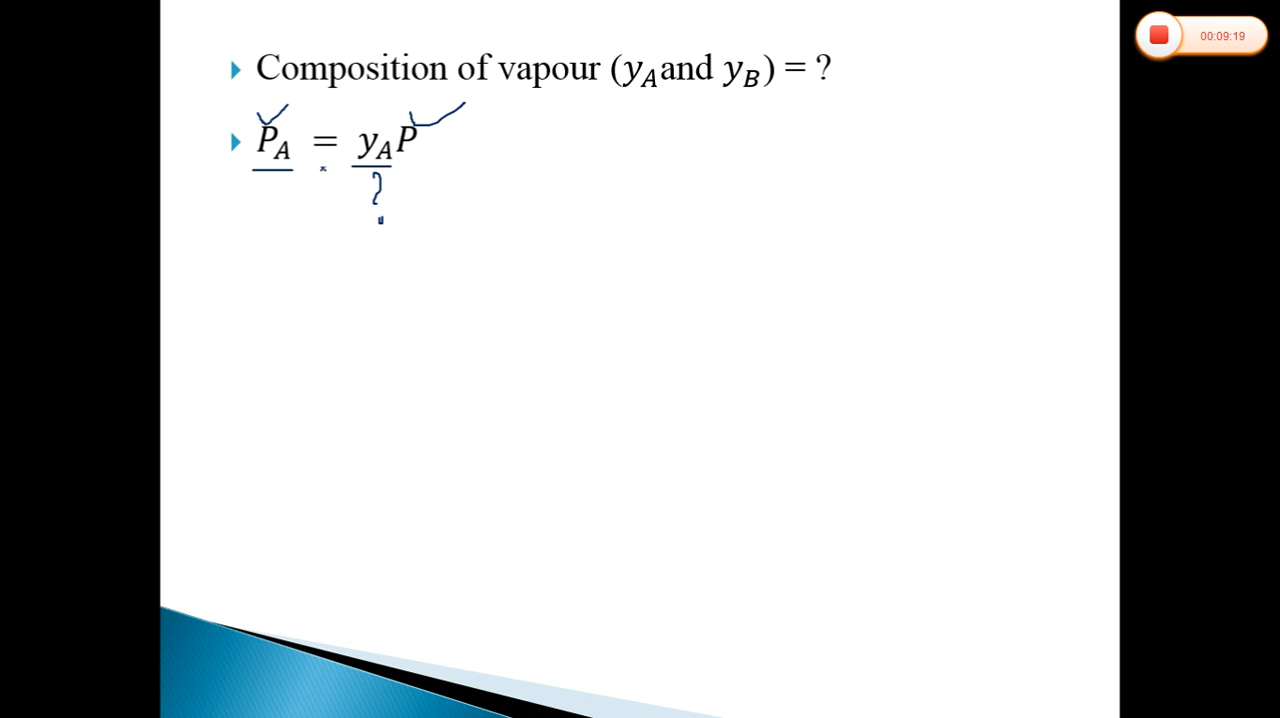 00:09:19
Composition of vapour (y_A and y_B) = ?
P_A = y_A P
?